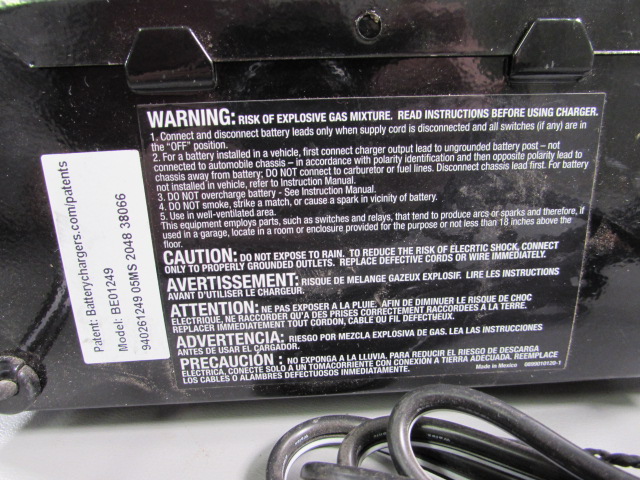 WARNING: RISK OF EXPLOSIVE GAS MIXTURE. READ INSTRUCTIONS BEFORE USING CHARGER.
1. Connect and disconnect battery leads only when supply cord is disconnected and all switches (if any) are in
the "OFF" position.
2. For a battery installed in a vehicle, first connect charger output lead to ungrounded battery post – not
connected to automobile chassis – in accordance with polarity identification and then opposite polarity lead to
chassis away from battery; DO NOT connect to carburetor or fuel lines. Disconnect chassis lead first. For battery
not installed in vehicle, refer to Instruction Manual.
3. DO NOT overcharge battery - See Instruction Manual.
4. DO NOT smoke, strike a match, or cause a spark in vicinity of battery.
5. Use in well-ventilated area.
This equipment employs parts, such as switches and relays, that tend to produce arcs or sparks and therefore, if
used in a garage, locate in a room or enclosure provided for the purpose or not less than 18 inches above the
floor.
CAUTION: DO NOT EXPOSE TO RAIN. TO REDUCE THE RISK OF ELECRTIC SHOCK, CONNECT
ONLY TO PROPERLY GROUNDED OUTLETS. REPLACE DEFECTIVE CORDS OR WIRE IMMEDIATELY.
AVERTISSEMENT: RISQUE DE MELANGE GAZEUX EXPLOSIF. LIRE LES INSTRUCTIONS
AVANT D'UTILISER LE CHARGEUR.
ATTENTION: NE PAS EXPOSER A LA PLUIE. AFIN DE DIMINUER LE RISQUE DE CHOC
ELECTRIQUE, NE RACCORDER QU'A DES PRISES CORRECTEMENT RACCORDEES A LA TERRE.
REPLACER IMMEDIATEMENT TOUT CORDON, CABLE OU FIL DEFECTUEUX.
ADVERTENCIA: RIESGO POR MEZCLA EXPLOSIVA DE GAS. LEA LAS INSTRUCCIONES
ANTES DE USAR EL CARGADOR.
PRECAUCIÓN : NO EXPONGA A LA LLUVIA. PARA REDUCIR EL RIESGO DE DESCARGA
ELÉCTRICA, CONECTE SOLO A UN TOMACORRIENTE CON CONEXIÓN A TIERRA ADECUADA. REEMPLACE
LOS CABLES O ALAMBRES DEFECTUOSOS IMMEDIATAMENTE.
Made in Mexico 0899010120-1
Patent: Batterychargers.com/patents
Model: BE01249
940261249 05MS 2048 38066